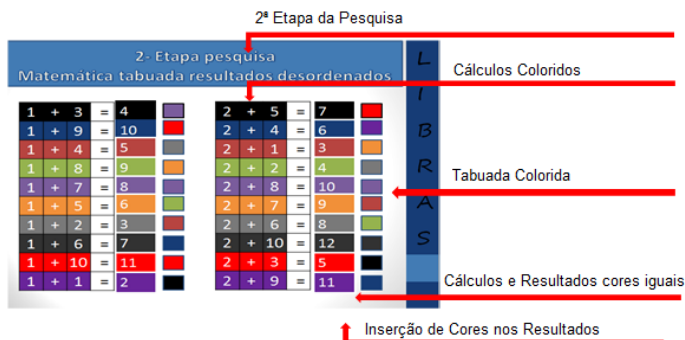 2ª Etapa da Pesquisa
2- Etapa pesquisa
Matemática tabuada resultados desordenados
LIBRAS
Cálculos Coloridos
1 + 3 = 4
1 + 9 = 10
1 + 4 = 5
1 + 8 = 9
1 + 7 = 8
1 + 5 = 6
1 + 2 = 3
1 + 6 = 7
1 + 10 = 11
1 + 1 = 2
2 + 5 = 7
2 + 4 = 6
2 + 1 = 3
2 + 2 = 4
2 + 8 = 10
2 + 7 = 9
2 + 6 = 8
2 + 10 = 12
2 + 3 = 5
2 + 9 = 11
Tabuada Colorida
Cálculos e Resultados cores iguais
Inserção de Cores nos Resultados